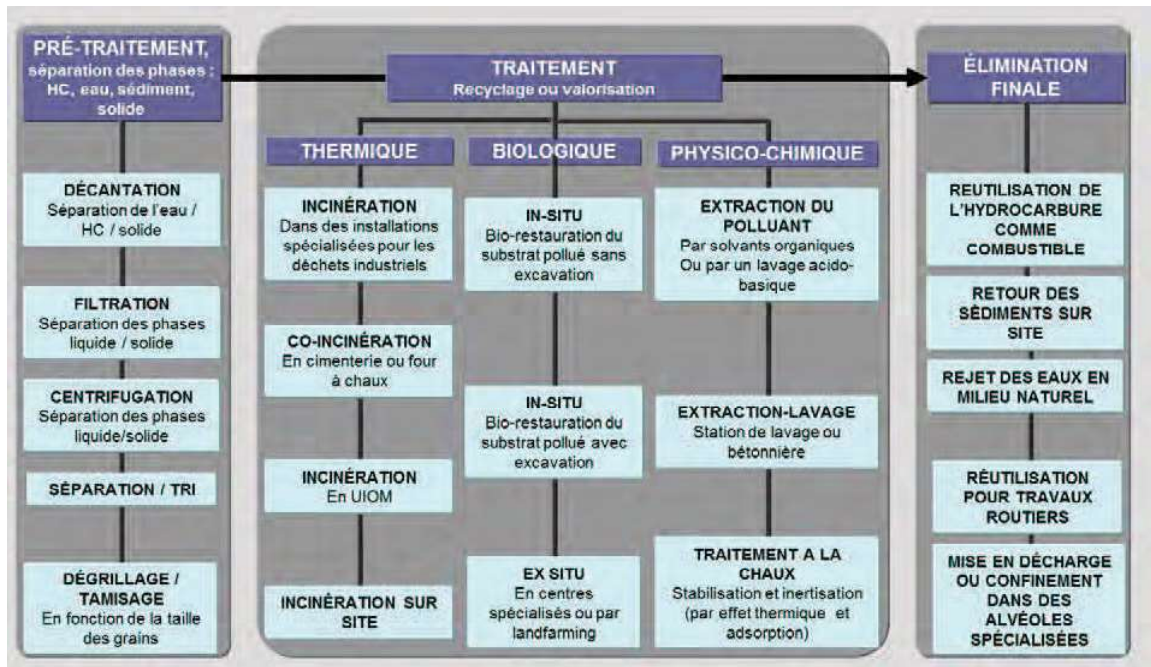 PRÉ-TRAITEMENT,
séparation des phases :
HC, eau, sédiment,
solide
DÉCANTATION
Séparation de l'eau /
HC / solide
FILTRATION
Séparation des phases
liquide / solide
CENTRIFUGATION
Séparation des phases
liquide/solide
SÉPARATION / TRI
DÉGRILLAGE /
TAMISAGE
En fonction de la taille
des grains
TRAITEMENT
Recyclage ou valorisation
THERMIQUE
INCINÉRATION
Dans des installations
spécialisées pour les
déchets industriels
CO-INCINÉRATION
En cimenterie ou four
à chaux
INCINÉRATION
En UIOM
INCINÉRATION SUR
SITE
BIOLOGIQUE
IN-SITU
Bio-restauration du
substrat pollué sans
excavation
IN-SITU
Bio-restauration du
substrat pollué avec
excavation
EX SITU
En centres
spécialisés ou par
landfarming
PHYSICO-CHIMIQUE
EXTRACTION DU
POLLUANT
Par solvants organiques
Ou par un lavage acido-
basique
EXTRACTION-LAVAGE
Station de lavage ou
bétonnière
TRAITEMENT A LA
CHAUX
Stabilisation et inertisation
(par effet thermique et
adsorption)
ÉLIMINATION
FINALE
REUTILISATION DE
L'HYDROCARBURE
COMME
COMBUSTIBLE
RETOUR DES
SÉDIMENTS SUR
SITE
REJET DES EAUX EN
MILIEU NATUREL
RÉUTILISATION
POUR TRAVAUX
ROUTIERS
MISE EN DÉCHARGE
OU CONFINEMENT
DANS DES
ALVÉOLES
SPÉCIALISÉES